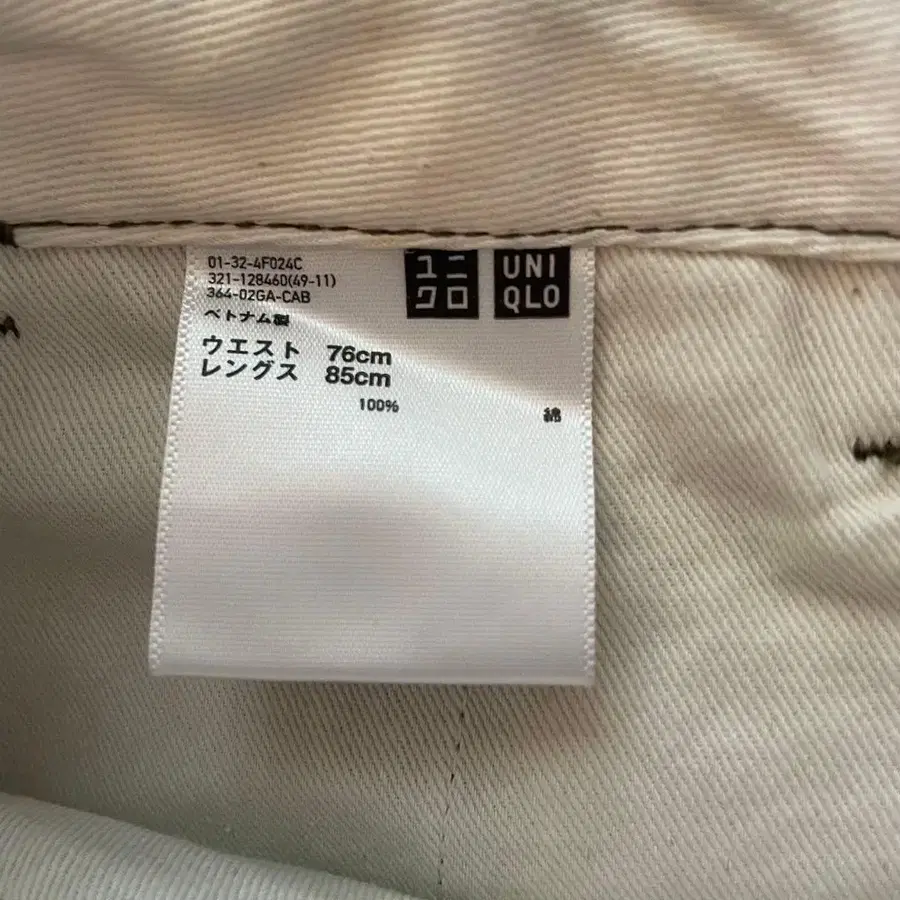 01-32-4F024C
321-128460(49-11)
364-02GA-CAB
ベトナム製
ユニ
クロ
UNI
QLO
ウエスト 76cm
レングス 85cm
100% 綿